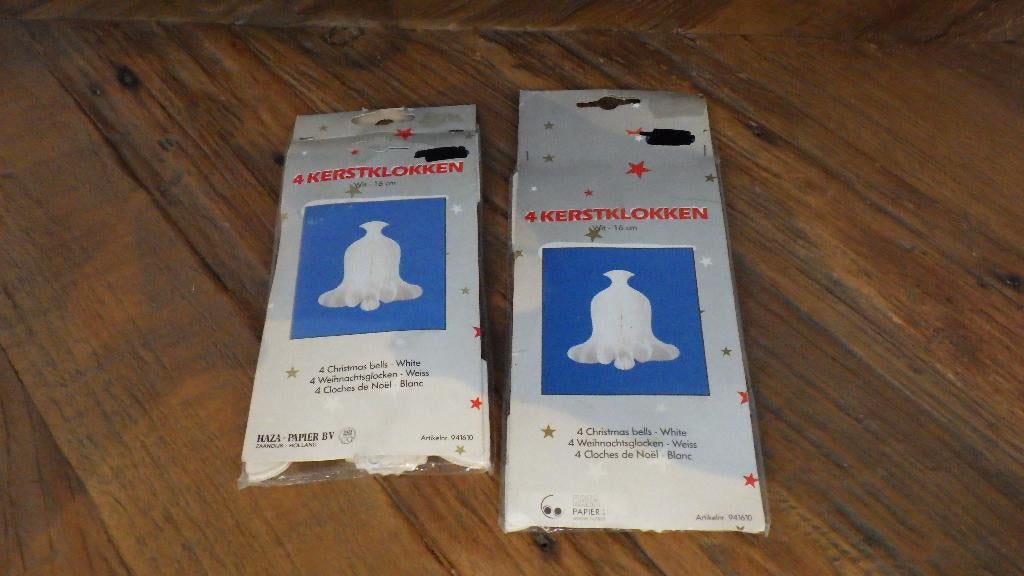 4 KERSTKLOKKEN
Wit - 16 cm
4 Christmas bells - White
4 Weihnachtsglocken - Weiss
4 Cloches de Noël - Blanc
HAZA - PAPIER BV
ZAANDIJK - HOLLAND
Artikelnr. 941610
4 KERSTKLOKKEN
Wit - 16 cm
4 Christmas bells - White
4 Weihnachtsglocken - Weiss
4 Cloches de Noël - Blanc
HAZA
PAPIER
Artikelnr. 941610